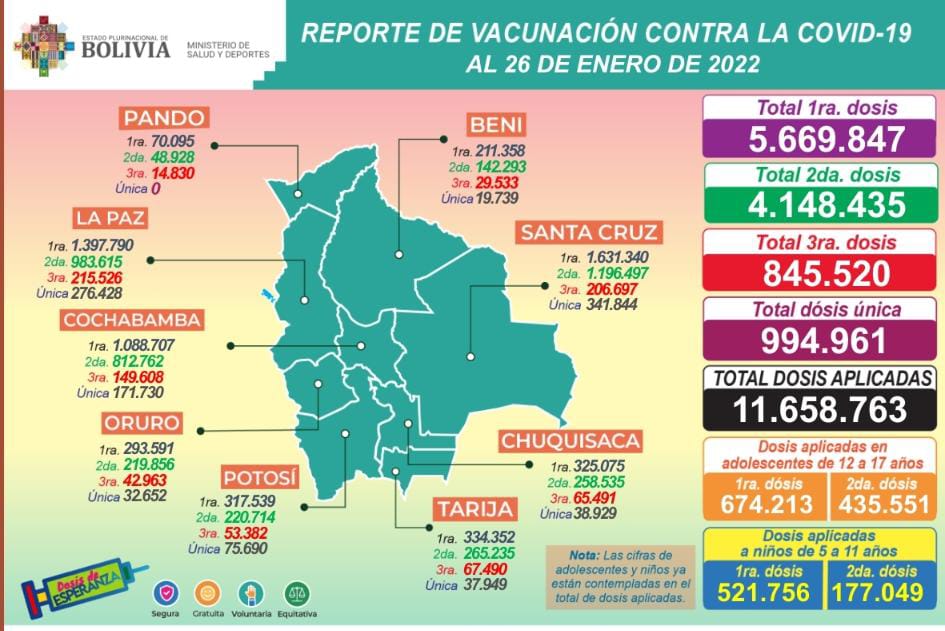 ESTADO PLURINACIONAL DE
BOLIVIA
MINISTERIO DE
SALUD Y DEPORTES
REPORTE DE VACUNACIÓN CONTRA LA COVID-19
AL 26 DE ENERO DE 2022
PANDO
1ra. 70.095
2da. 48.928
3ra. 14.830
Única 0
BENI
1ra. 211.358
2da. 142.293
3ra. 29.533
Única 19.739
LA PAZ
1ra. 1.397.790
2da. 983.615
3ra. 215.526
Única 276.428
SANTA CRUZ
1ra. 1.631.340
2da. 1.196.497
3ra. 206.697
Única 341.844
COCHABAMBA
1ra. 1.088.707
2da. 812.762
3ra. 149.608
Única 171.730
ORURO
1ra. 293.591
2da. 219.856
3ra. 42.963
Única 32.652
POTOSÍ
1ra. 317.539
2da. 220.714
3ra. 53.382
Única 75.690
CHUQUISACA
1ra. 325.075
2da. 258.535
3ra. 65.491
Única 38.929
TARIJA
1ra. 334.352
2da. 265.235
3ra. 67.490
Única 37.949
Total 1ra. dosis
5.669.847
Total 2da. dosis
4.148.435
Total 3ra. dosis
845.520
Total dósis única
994.961
TOTAL DOSIS APLICADAS
11.658.763
Dosis aplicadas en
adolescentes de 12 a 17 años
1ra. dósis
674.213
2da. dósis
435.551
Dosis aplicadas
a niños de 5 a 11 años
1ra. dósis
521.756
2da. dósis
177.049
Nota: Las cifras de
adolescentes y niños ya
están contempladas en el
total de dosis aplicadas.
Dosis de
ESPERANZA
Segura
Gratuita
Voluntaria
Equitativa